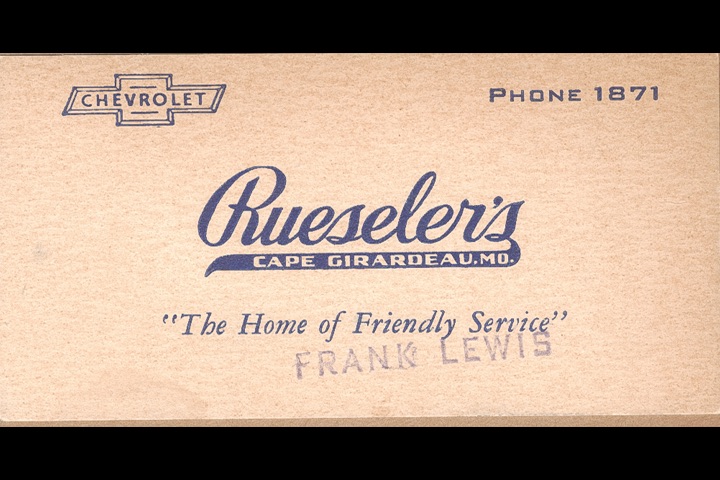 CHEVROLET
PHONE 1871
Rueseler's
CAPE GIRARDEAU, MO.
"The Home of Friendly Service"
FRANK LEWIS